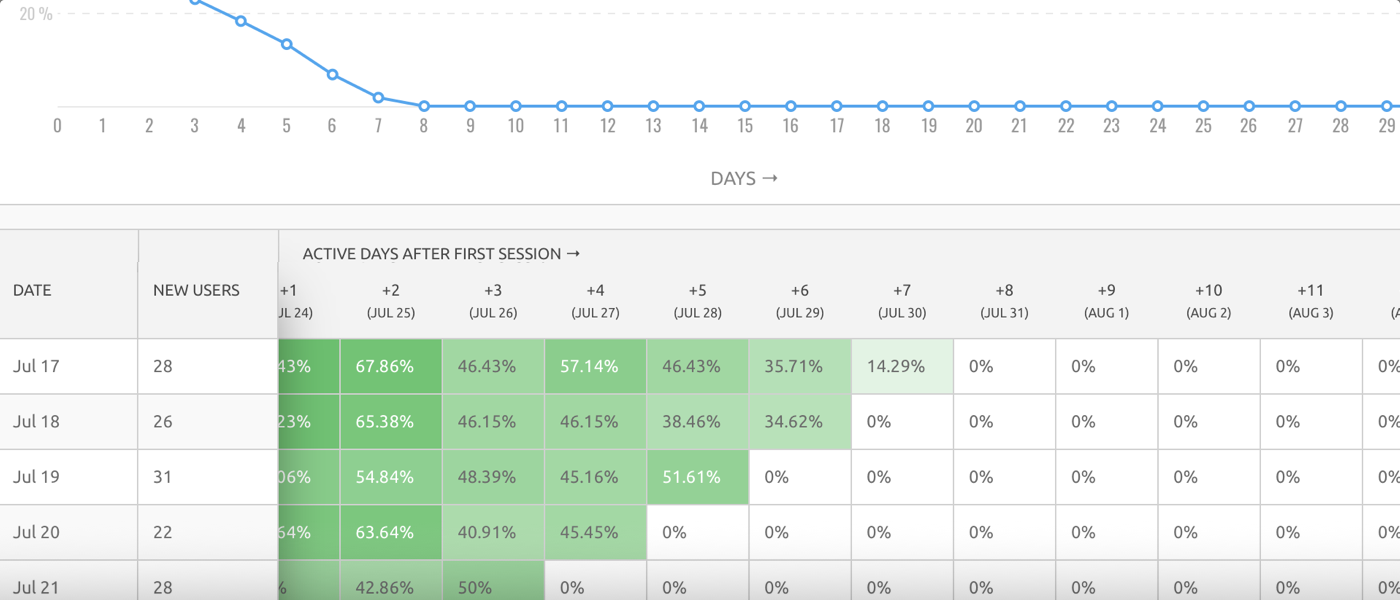 20 %
0 1 2 3 4 5 6 7 8 9 10 11 12 13 14 15 16 17 18 19 20 21 22 23 24 25 26 27 28 29
DAYS →
ACTIVE DAYS AFTER FIRST SESSION →
DATE NEW USERS +1 +2 +3 +4 +5 +6 +7 +8 +9 +10 +11
JL 24) (JUL 25) (JUL 26) (JUL 27) (JUL 28) (JUL 29) (JUL 30) (JUL 31) (AUG 1) (AUG 2) (AUG 3) (A
Jul 17 28 43% 67.86% 46.43% 57.14% 46.43% 35.71% 14.29% 0% 0% 0% 0% 0%
Jul 18 26 23% 65.38% 46.15% 46.15% 38.46% 34.62% 0% 0% 0% 0% 0% 0%
Jul 19 31 06% 54.84% 48.39% 45.16% 51.61% 0% 0% 0% 0% 0% 0% 0%
Jul 20 22 64% 63.64% 40.91% 45.45% 0% 0% 0% 0% 0% 0% 0% 0%
Jul 21 28 % 42.86% 50% 0% 0% 0% 0% 0% 0% 0% 0% 0%